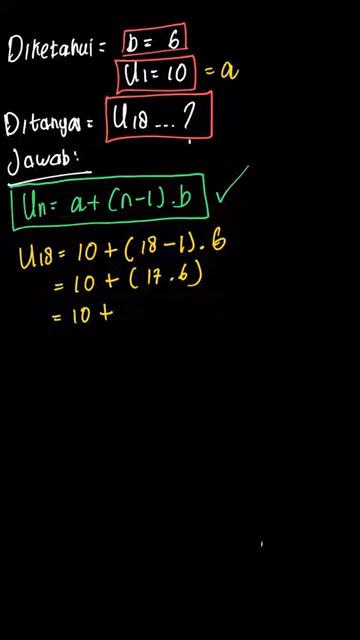 Diketahui = b = 6
U1 = 10 = a
Ditanya = U18 ... ?
Jawab:
Un = a + (n-1) . b ✓
U18 = 10 + (18 - 1) . 6
= 10 + (17 . 6)
= 10 +